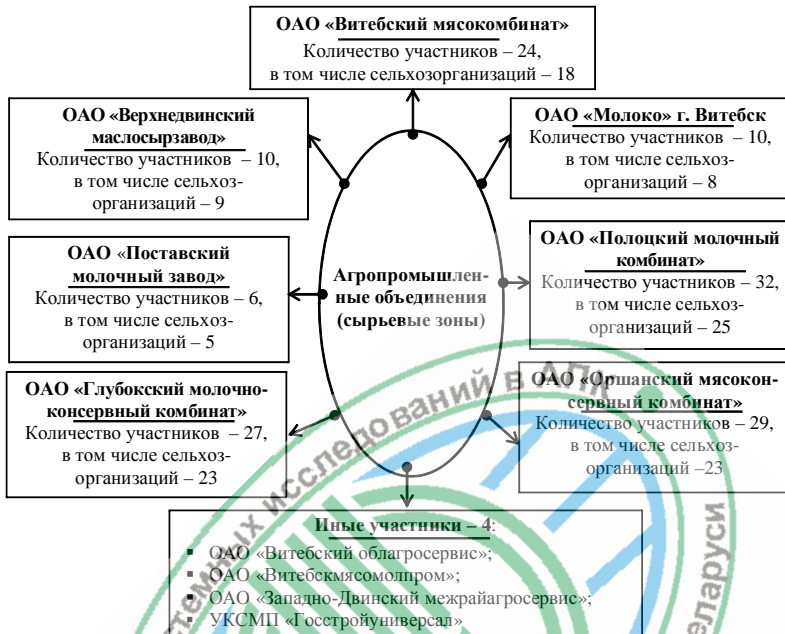 ОАО «Витебский мясокомбинат»
Количество участников – 24,
в том числе сельхозорганизаций – 18
ОАО «Верхнедвинский
маслосырзавод»
Количество участников – 10,
в том числе сельхоз-
организаций – 9
ОАО «Молоко» г. Витебск
Количество участников – 10,
в том числе сельхоз-
организаций –
8
ОАО «Поставский
молочный завод»
Количество участников – 6,
в том числе сельхоз-
организаций – 5
Агропромышлен-
ные объединения
(сырьевые зоны)
ОАО «Полоцкий молочный
комбинат»
Количество участников – 32,
в том числе сельхоз-
организаций – 25
ОАО «Глубокский молочно-
консервный комбинат»
Количество участников – 27,
в том числе сельхоз-
организаций – 23
ОАО «Оршанский мясокон-
сервный комбинат»
Количество участников – 29,
в том числе сельхоз-
организаций –23
Иные участники – 4:
▪ ОАО «Витебский облагросервис»;
▪ ОАО «Витебскмясомолпром»;
▪ ОАО «Западно-Двинский межрайагросервис»;
▪ УКСМП «Госстройуниверсал»
исследований в АПК